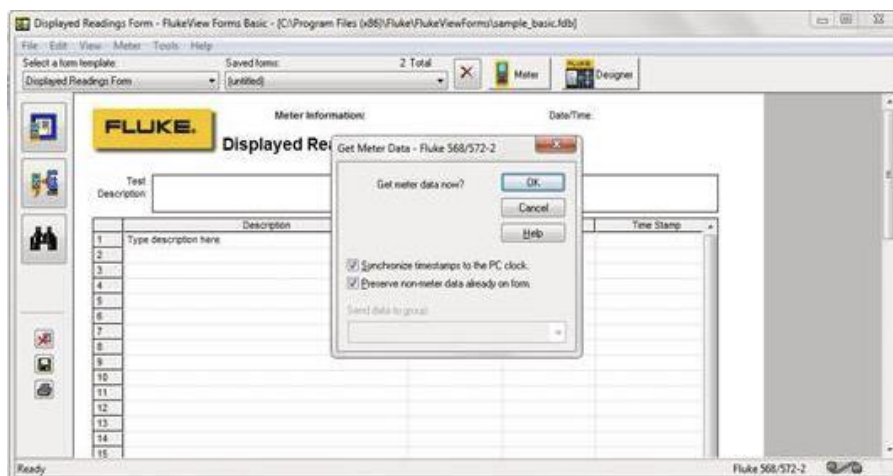 Displayed Readings Form - FlukeView Forms Basic - [C:\Program Files (x86)\Fluke\FlukeViewForms\sample_basic.fdb]
File Edit View Meter Tools Help
Select a form template: Saved forms: 2 Total
Displayed Readings Form (untitled) Meter Designer
FLUKE.
Meter Information: Date/Time:
Displayed Re
Get Meter Data - Fluke 568/572-2
Get meter data now?
OK
Cancel
Help
Synchronize timestamps to the PC clock.
Preserve non-meter data already on form.
Send data to group:
Test
Description:
Description Time Stamp
1 Type description here
2
3
4
5
6
7
8
9
10
11
12
13
14
15
Ready Fluke 568/572-2